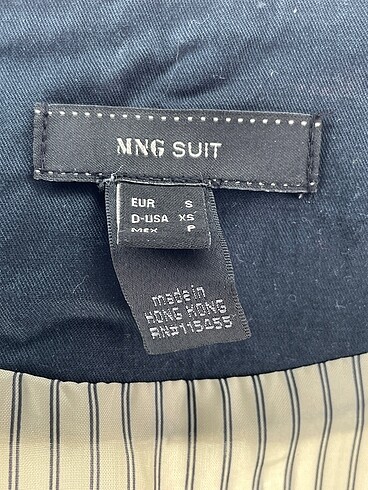 MNG SUIT
EUR S
D-USA XS
MEX P
made in
HONG KONG
RN#115055